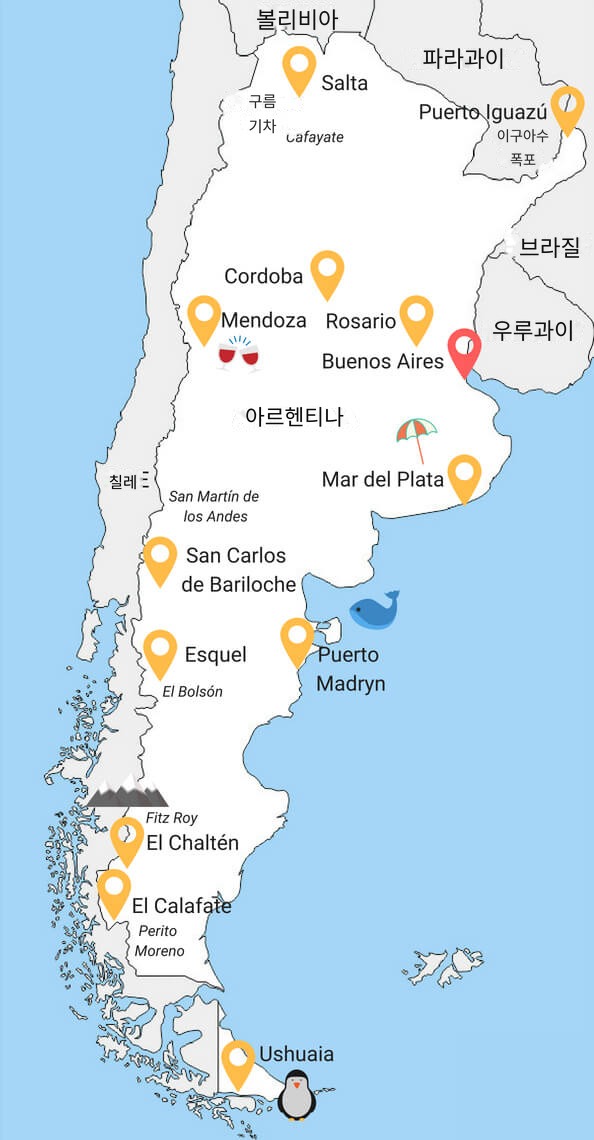 볼리비아
파라과이
Salta
구름
기차
Cafayate
Puerto Iguazú
이구아수
폭포
브라질
Cordoba
Mendoza
Rosario
우루과이
Buenos Aires
아르헨티나
Mar del Plata
칠레
San Martín de
los Andes
San Carlos
de Bariloche
Esquel
El Bolsón
Puerto
Madryn
Fitz Roy
El Chaltén
El Calafate
Perito
Moreno
Ushuaia